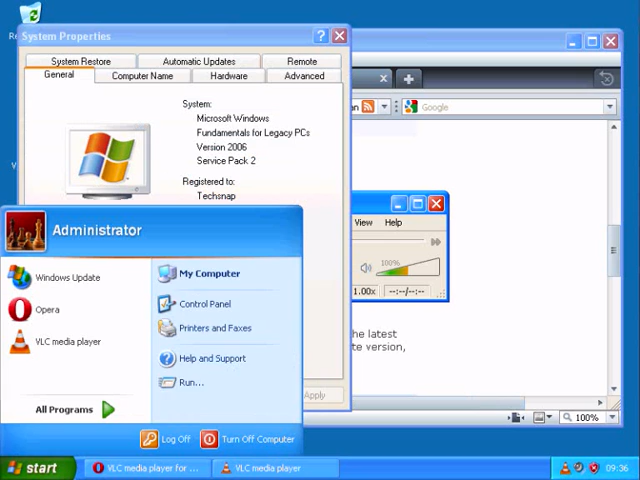 System Properties
System Restore
Automatic Updates
Remote
General
Computer Name
Hardware
Advanced
System:
Microsoft Windows
Fundamentals for Legacy PCs
Version 2006
Service Pack 2
Registered to:
Techsnap
an
Google
View Help
100%
1.00x --:--/--:--
he latest
te version,
Apply
100%
Administrator
Windows Update
Opera
VLC media player
All Programs
My Computer
Control Panel
Printers and Faxes
Help and Support
Run...
Log Off
Turn Off Computer
start
VLC media player for ...
VLC media player
09:36